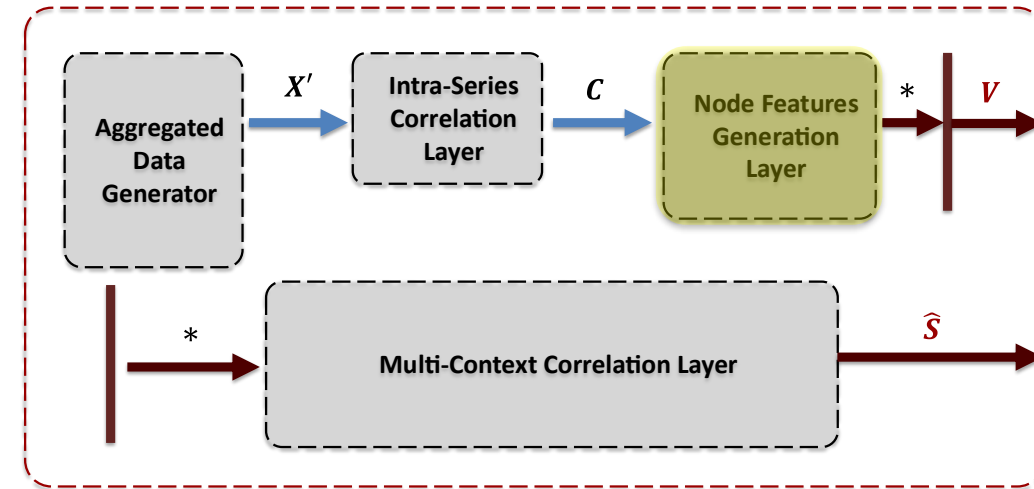 Aggregated
Data
Generator
X′
Intra-Series
Correlation
Layer
C
Node Features
Generation
Layer
*
V
*
Multi-Context Correlation Layer
Ŝ